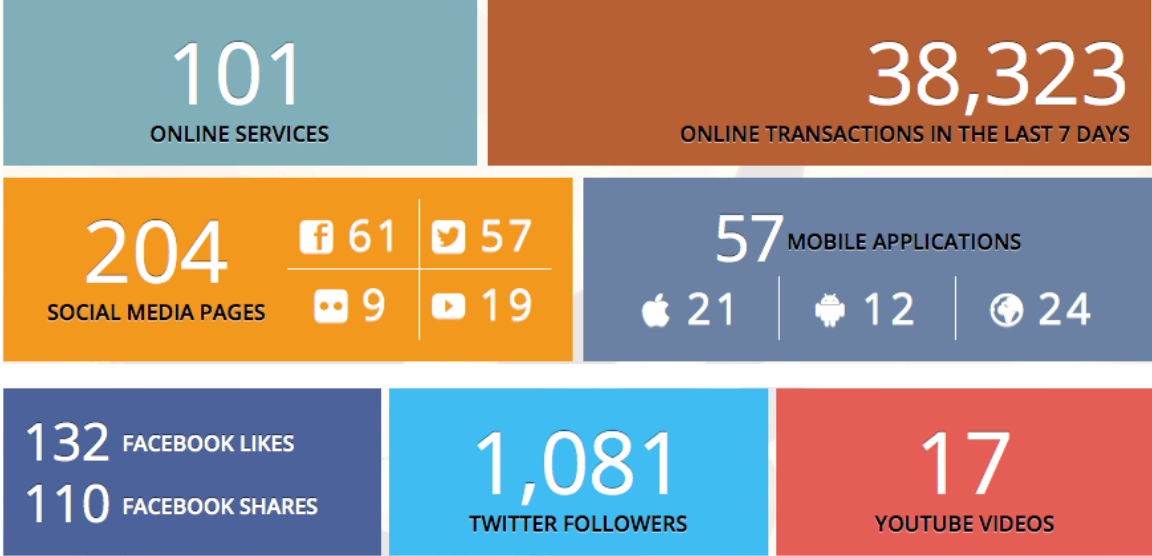 101
ONLINE SERVICES
38,323
ONLINE TRANSACTIONS IN THE LAST 7 DAYS
204
SOCIAL MEDIA PAGES
f 61
57
9
19
57 MOBILE APPLICATIONS
21
12
24
132 FACEBOOK LIKES
110 FACEBOOK SHARES
1,081
TWITTER FOLLOWERS
17
YOUTUBE VIDEOS